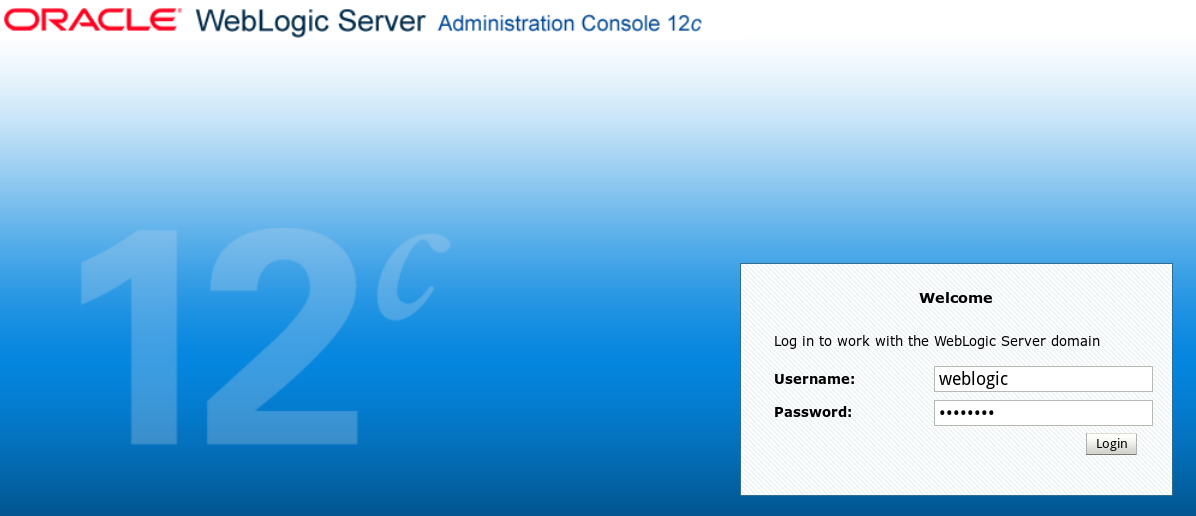 ORACLE WebLogic Server Administration Console 12c
12c
Welcome
Log in to work with the WebLogic Server domain
Username: weblogic
Password: ••••••••
Login